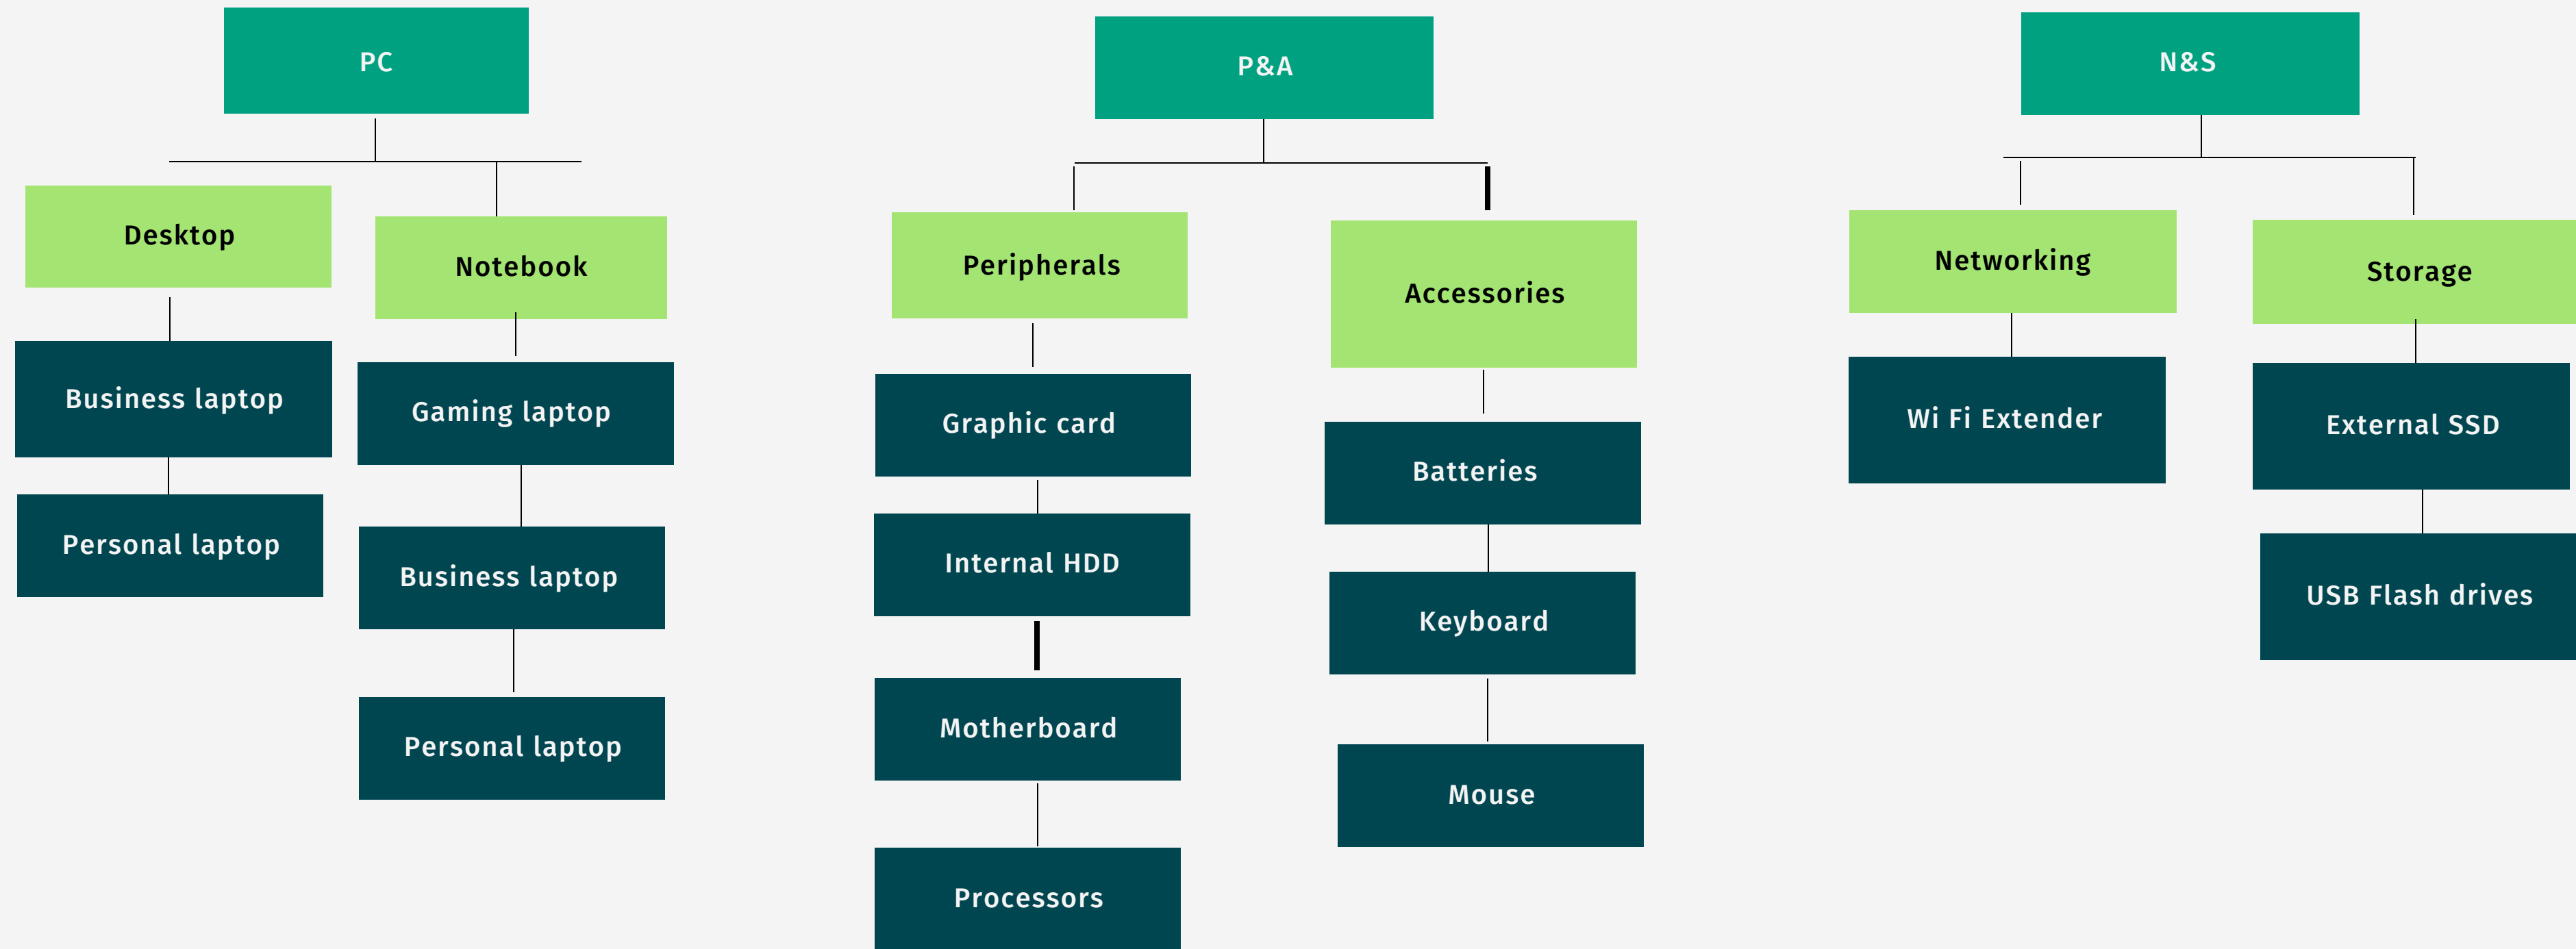 PC
Desktop
Business laptop
Personal laptop
Notebook
Gaming laptop
Business laptop
Personal laptop
P&A
Peripherals
Graphic card
Internal HDD
Motherboard
Processors
Accessories
Batteries
Keyboard
Mouse
N&S
Networking
Wi Fi Extender
Storage
External SSD
USB Flash drives